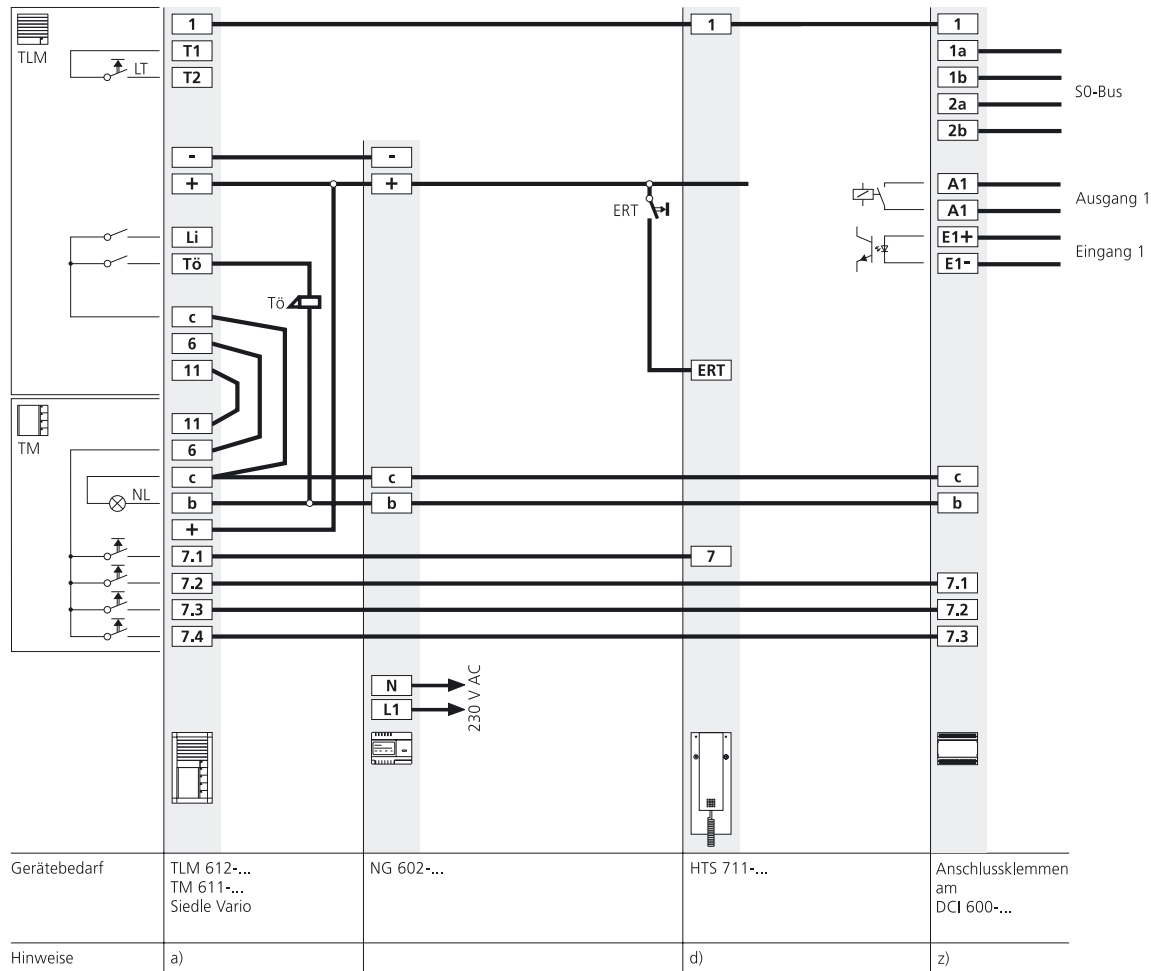 1 1 1
TLM T1 1a
LT T2 1b S0-Bus
2a
2b
- -
+ + A1 Ausgang 1
ERT A1
Li E1+ Eingang 1
Tö E1-
Tö
c
6
11 ERT
11
TM 6
c c c
NL b b b
+
7.1 7
7.2 7.1
7.3 7.2
7.4 7.3
N
L1
230 V AC
Gerätebedarf TLM 612-... NG 602-... HTS 711-... Anschlussklemmen
TM 611-... am
Siedle Vario DCI 600-...
Hinweise a) d) z)